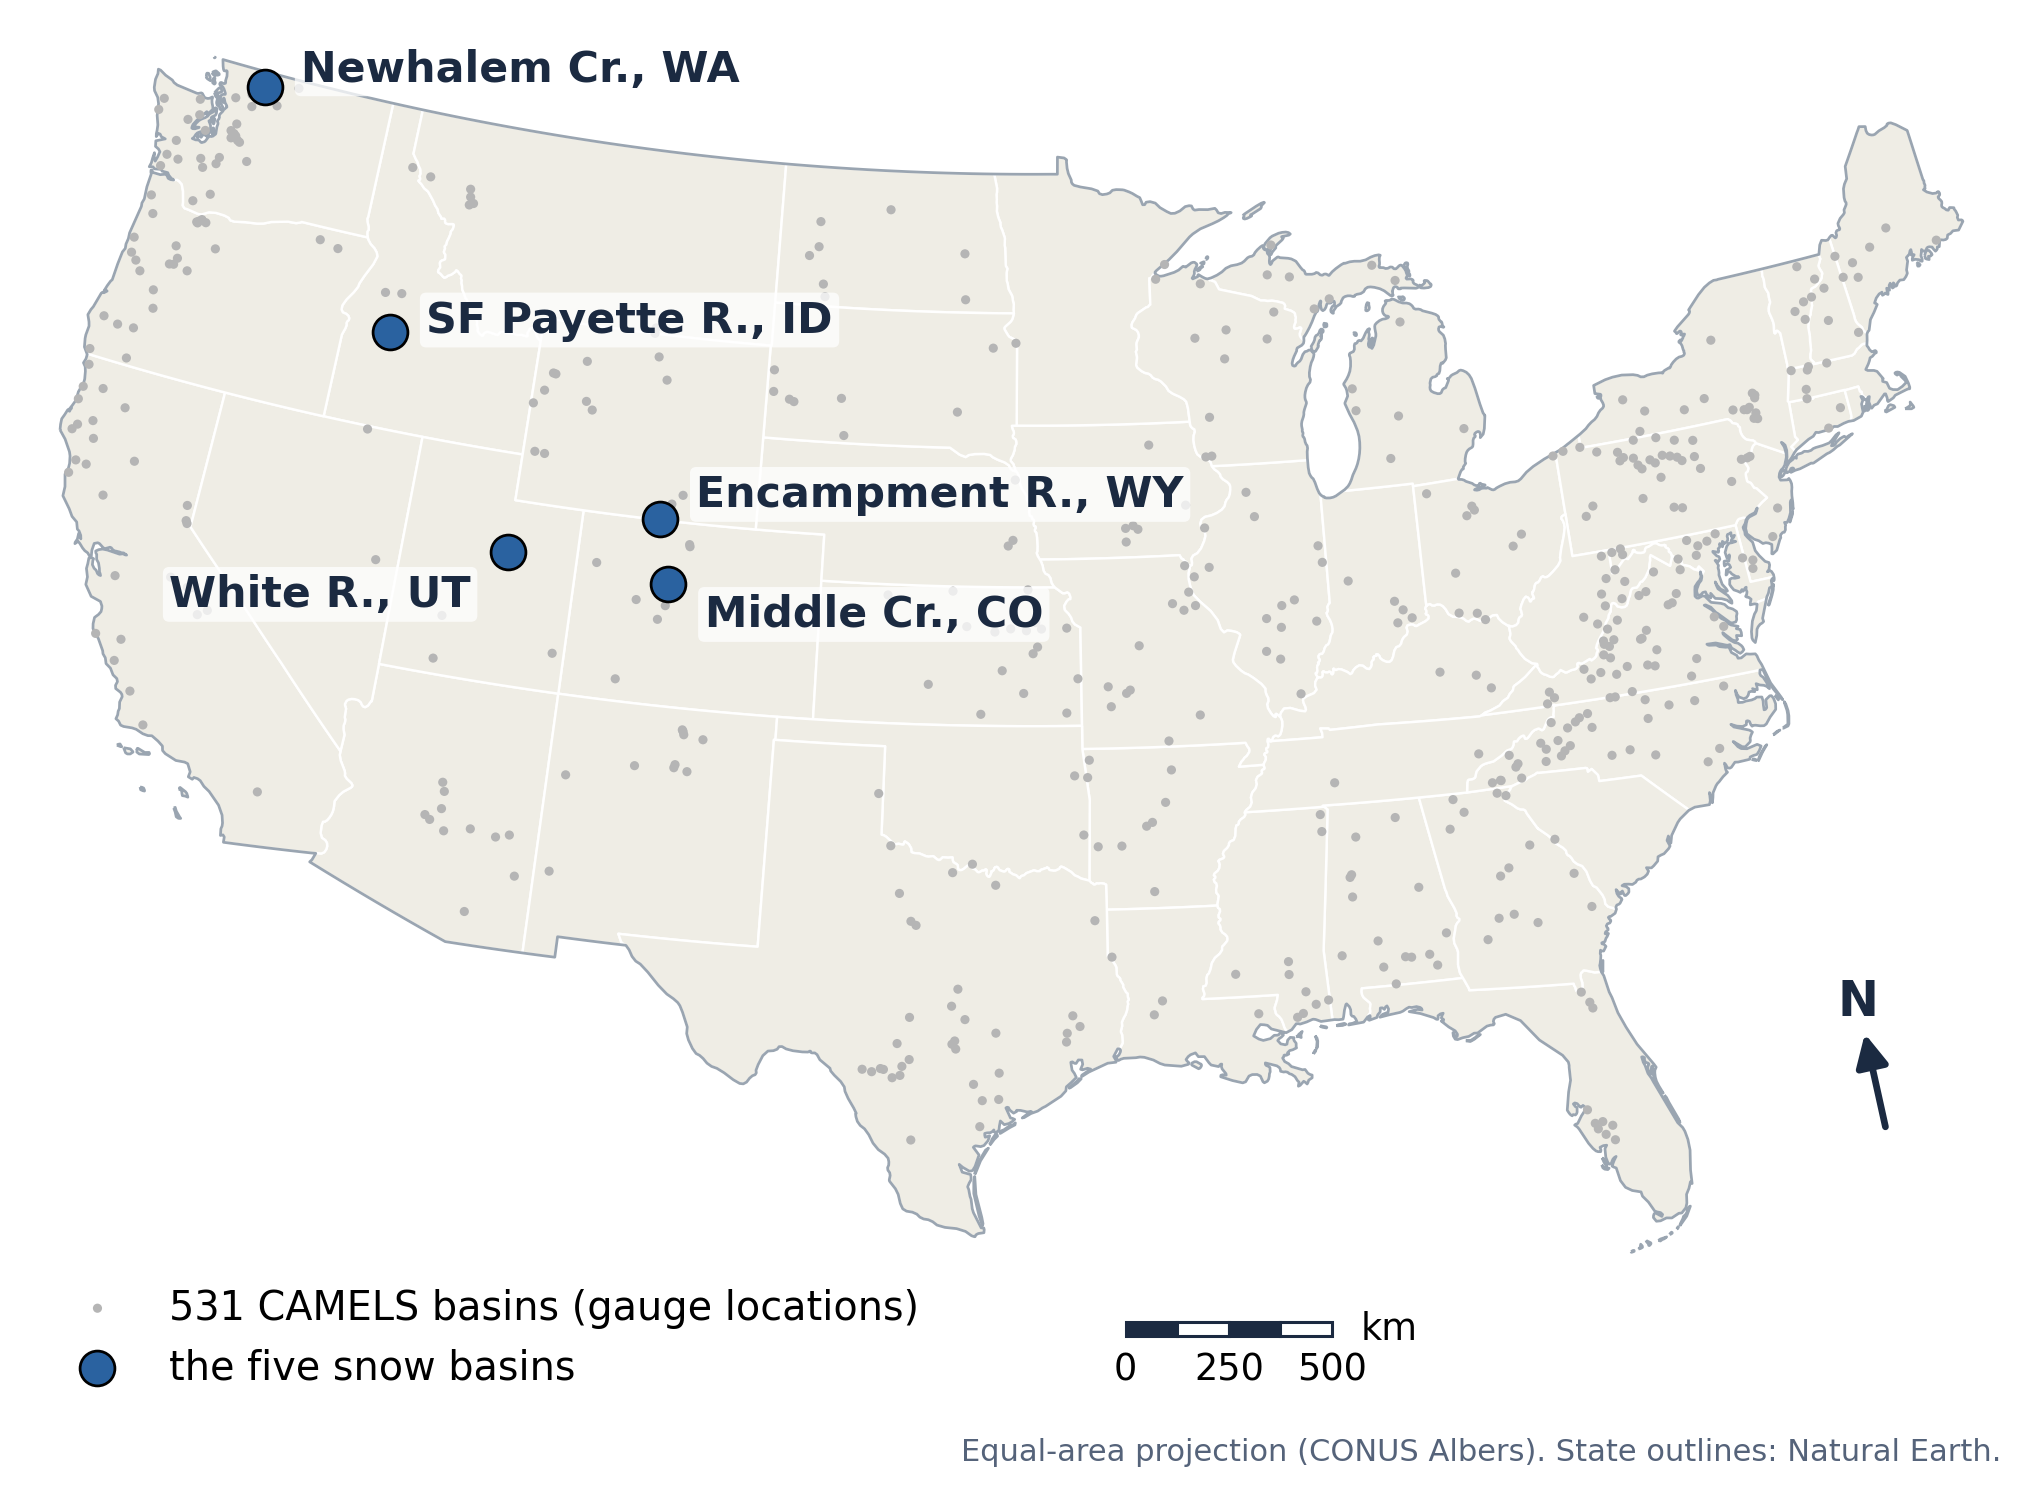 Newhalem Cr., WA
SF Payette R., ID
Encampment R., WY
White R., UT
Middle Cr., CO
N
531 CAMELS basins (gauge locations)
the five snow basins
km
0 250 500
Equal-area projection (CONUS Albers). State outlines: Natural Earth.